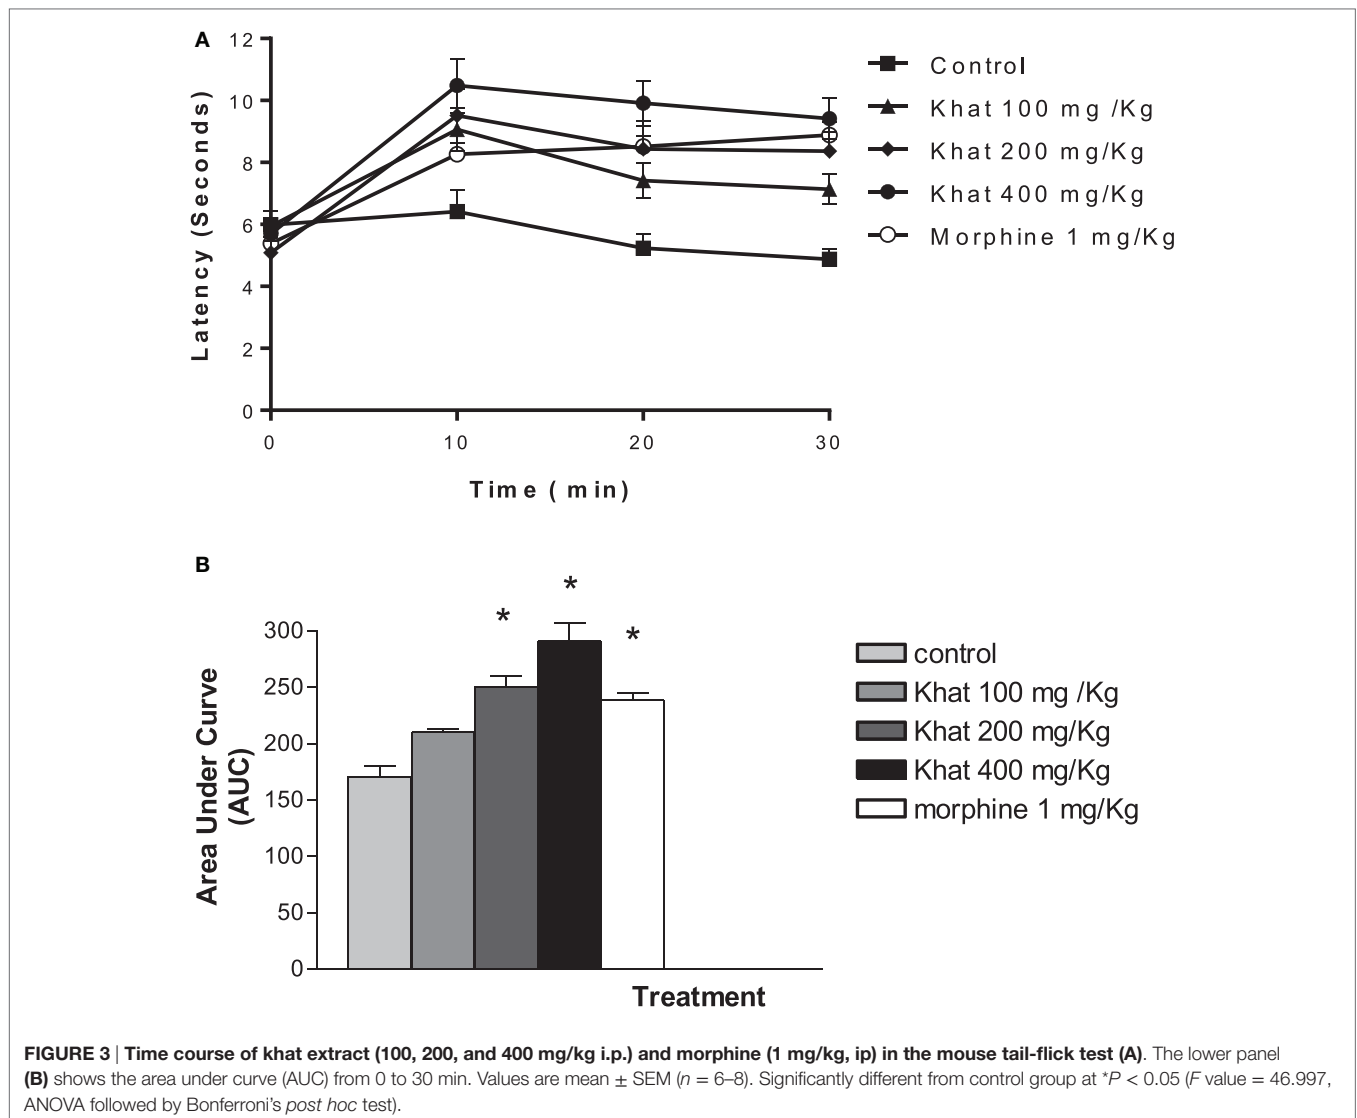 A
12
10
8
6
4
2
0
0 10 20 30
Latency (Seconds)
Time ( min)
Control
Khat 100 mg /Kg
Khat 200 mg/Kg
Khat 400 mg/Kg
Morphine 1 mg/Kg
B
* * *
300
250
200
150
100
50
0
Area Under Curve
(AUC)
Treatment
control
Khat 100 mg /Kg
Khat 200 mg/Kg
Khat 400 mg/Kg
morphine 1 mg/Kg
FIGURE 3 | Time course of khat extract (100, 200, and 400 mg/kg i.p.) and morphine (1 mg/kg, ip) in the mouse tail-flick test (A). The lower panel
(B) shows the area under curve (AUC) from 0 to 30 min. Values are mean ± SEM (n = 6–8). Significantly different from control group at *P < 0.05 (F value = 46.997,
ANOVA followed by Bonferroni's post hoc test).